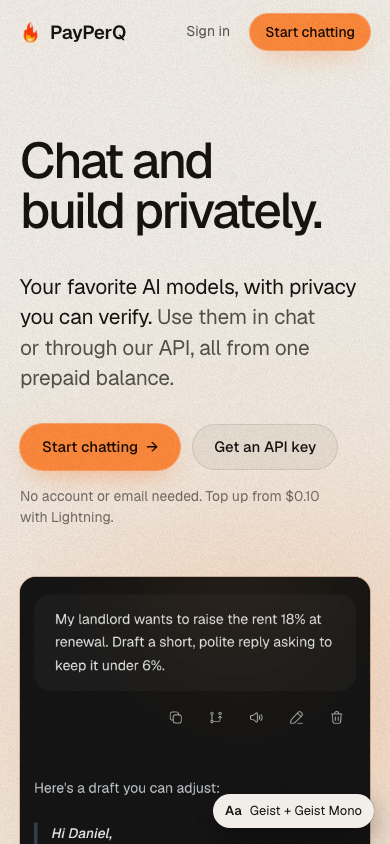 PayPerQ
Sign in
Start chatting
Chat and
build privately.
Your favorite AI models, with privacy
you can verify. Use them in chat
or through our API, all from one
prepaid balance.
Start chatting →
Get an API key
No account or email needed. Top up from $0.10
with Lightning.
My landlord wants to raise the rent 18% at
renewal. Draft a short, polite reply asking to
keep it under 6%.
Here's a draft you can adjust:
Aa Geist + Geist Mono
Hi Daniel,